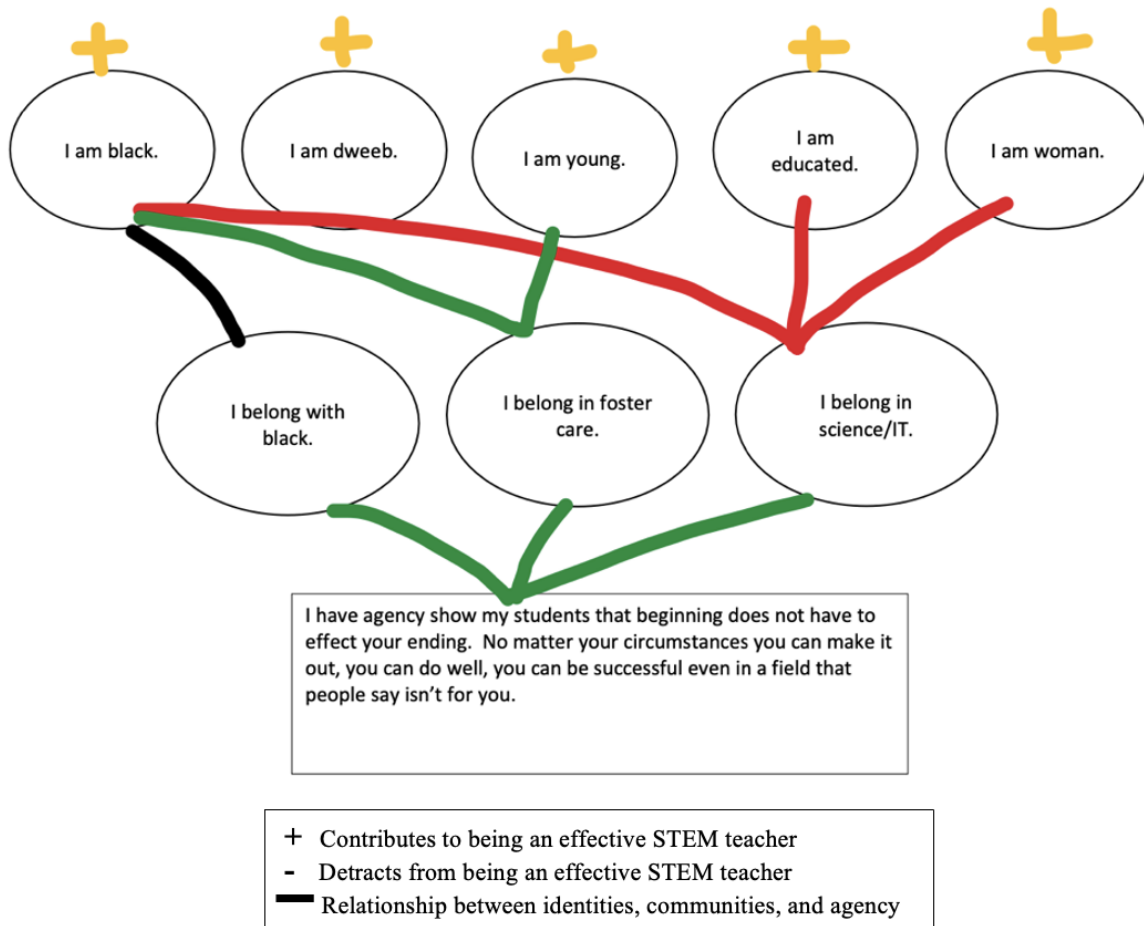 I am black.
I am dweeb.
I am young.
I am
educated.
I am woman.
I belong with
black.
I belong in foster
care.
I belong in
science/IT.
I have agency show my students that beginning does not have to
effect your ending.  No matter your circumstances you can make it
out, you can do well, you can be successful even in a field that
people say isn’t for you.
+ Contributes to being an effective STEM teacher
- Detracts from being an effective STEM teacher
Relationship between identities, communities, and agency